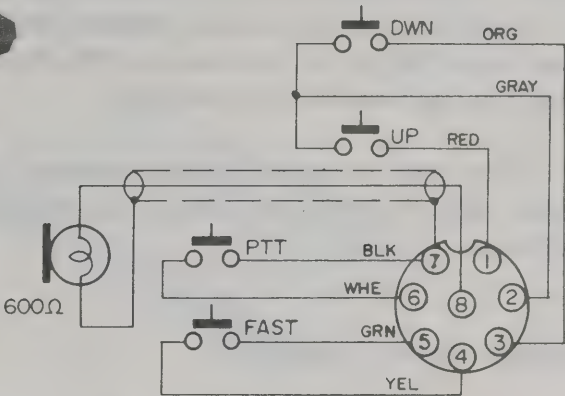 DWN
ORG
GRAY
UP
RED
PTT
BLK
7
1
600Ω
WHE
6
8
2
FAST
GRN
5
4
3
YEL